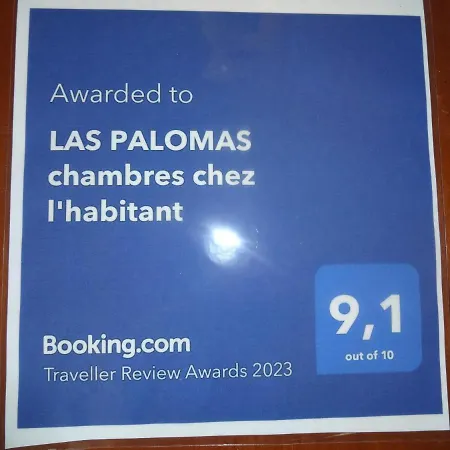 Awarded to
LAS PALOMAS
chambres chez
l'habitant
9,1
out of 10
Booking.com
Traveller Review Awards 2023